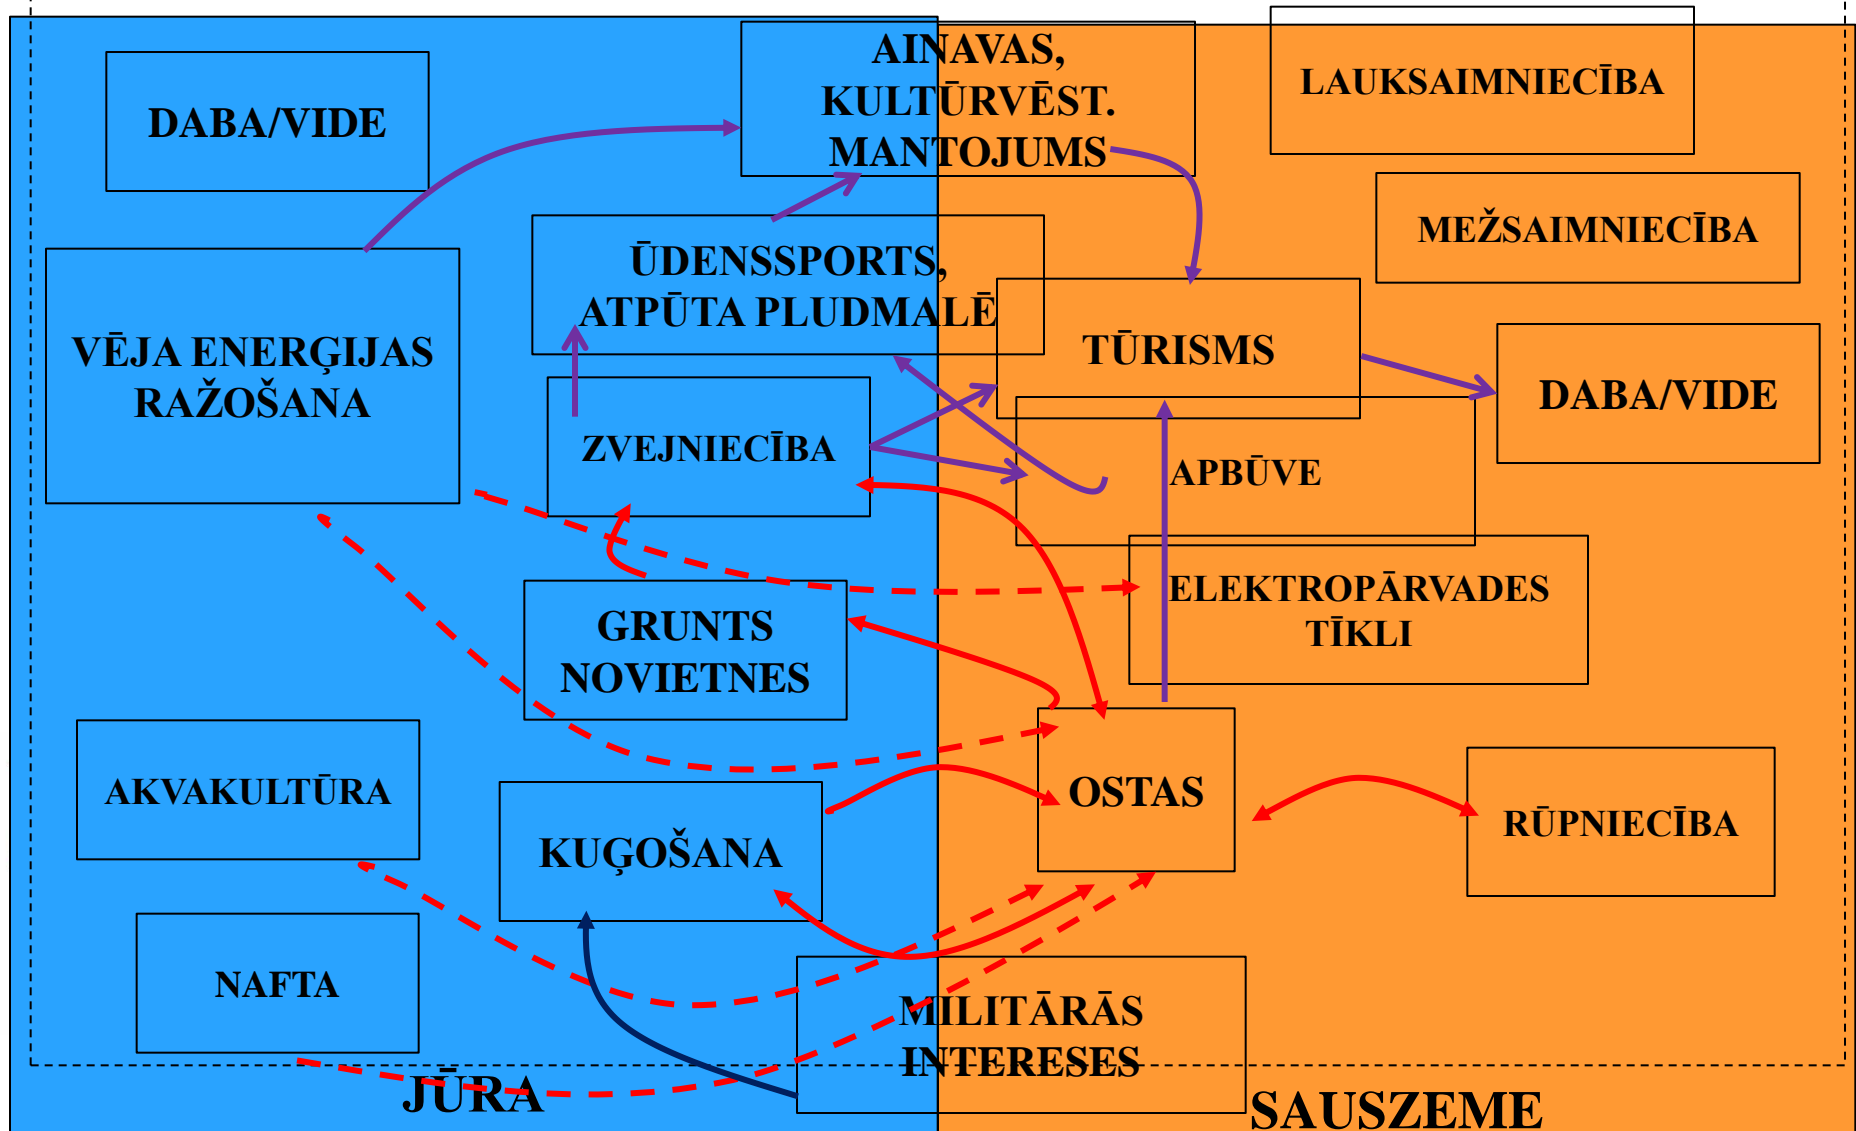 AINAVAS,
KULTŪRVĒST.
MANTOJUMS
LAUKSAIMNIECĪBA
DABA/VIDE
MEŽSAIMNIECĪBA
ŪDENSSPORTS,
ATPŪTA PLUDMALĒ
VĒJA ENERĢIJAS
RAŽOŠANA
TŪRISMS
DABA/VIDE
ZVEJNIECĪBA
APBŪVE
ELEKTROPĀRVADES
TĪKLI
GRUNTS
NOVIETNES
AKVAKULTŪRA
OSTAS
RŪPNIECĪBA
KUĢOŠANA
NAFTA
MILITĀRĀS
INTERESES
JŪRA
SAUSZEME